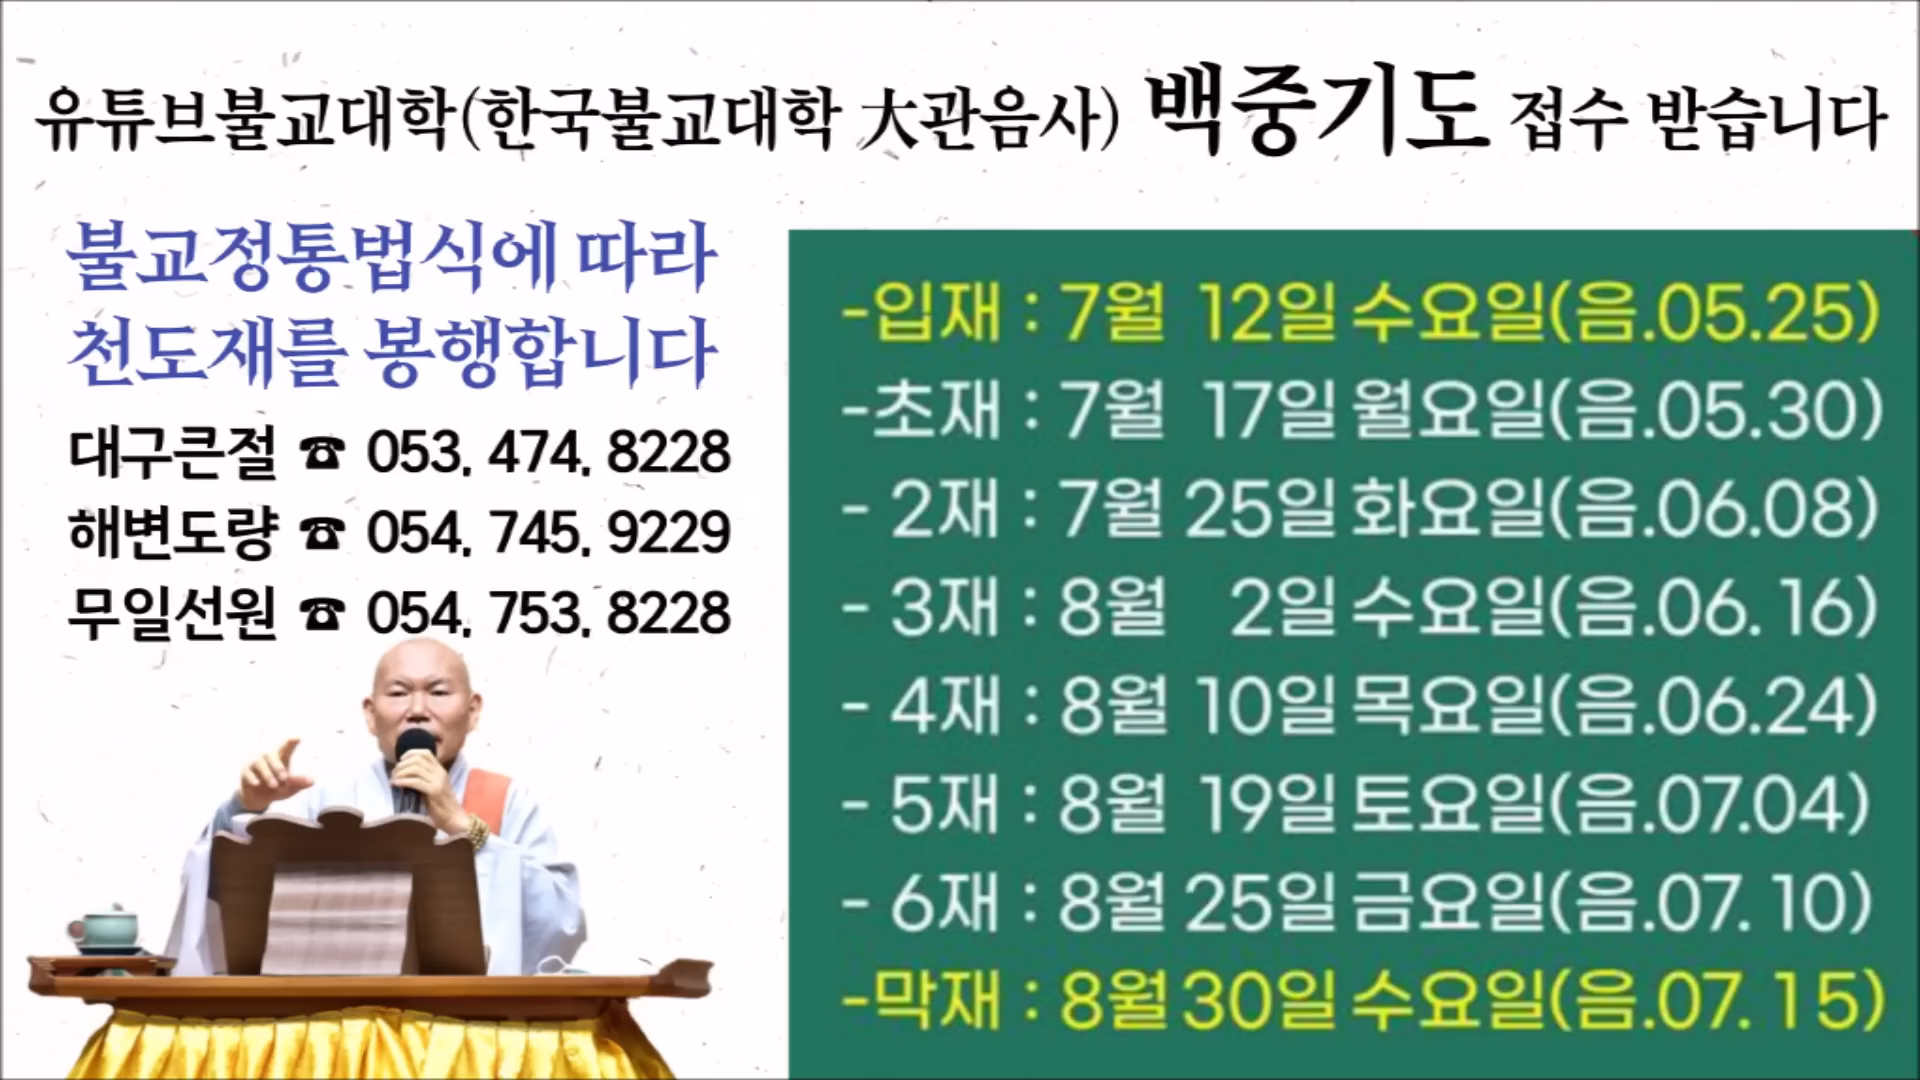 유튜브불교대학(한국불교대학 大관음사) 백중기도 접수 받습니다
불교정통법식에 따라
천도재를 봉행합니다
대구큰절 ☎ 053. 474. 8228
해변도량 ☎ 054. 745. 9229
무일선원 ☎ 054. 753. 8228
-입재 : 7월 12일 수요일(음.05.25)
-초재 : 7월 17일 월요일(음.05.30)
- 2재 : 7월 25일 화요일(음.06.08)
- 3재 : 8월 2일 수요일(음.06. 16)
- 4재 : 8월 10일 목요일(음.06.24)
- 5재 : 8월 19일 토요일(음.07.04)
- 6재 : 8월 25일 금요일(음.07. 10)
-막재 : 8월 30일 수요일(음.07. 15)